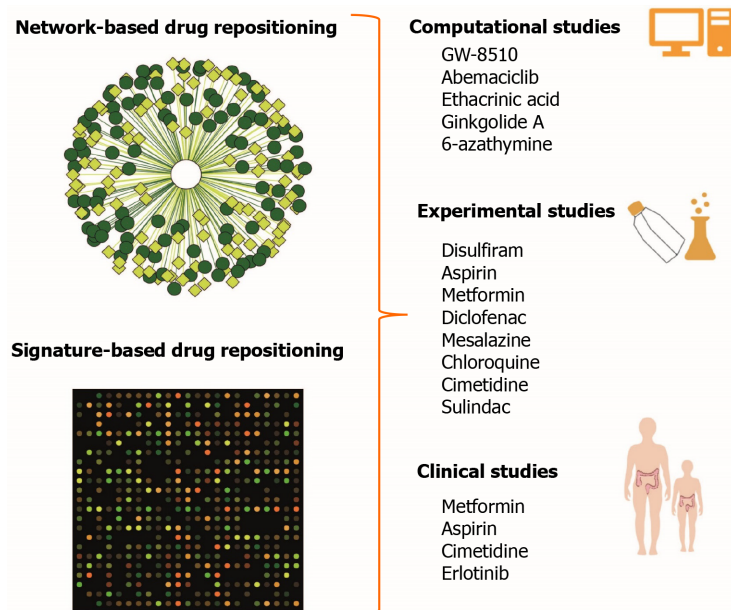 Network-based drug repositioning
Signature-based drug repositioning
Computational studies
GW-8510
Abemaciclib
Ethacrinic acid
Ginkgolide A
6-azathymine
Experimental studies
Disulfiram
Aspirin
Metformin
Diclofenac
Mesalazine
Chloroquine
Cimetidine
Sulindac
Clinical studies
Metformin
Aspirin
Cimetidine
Erlotinib